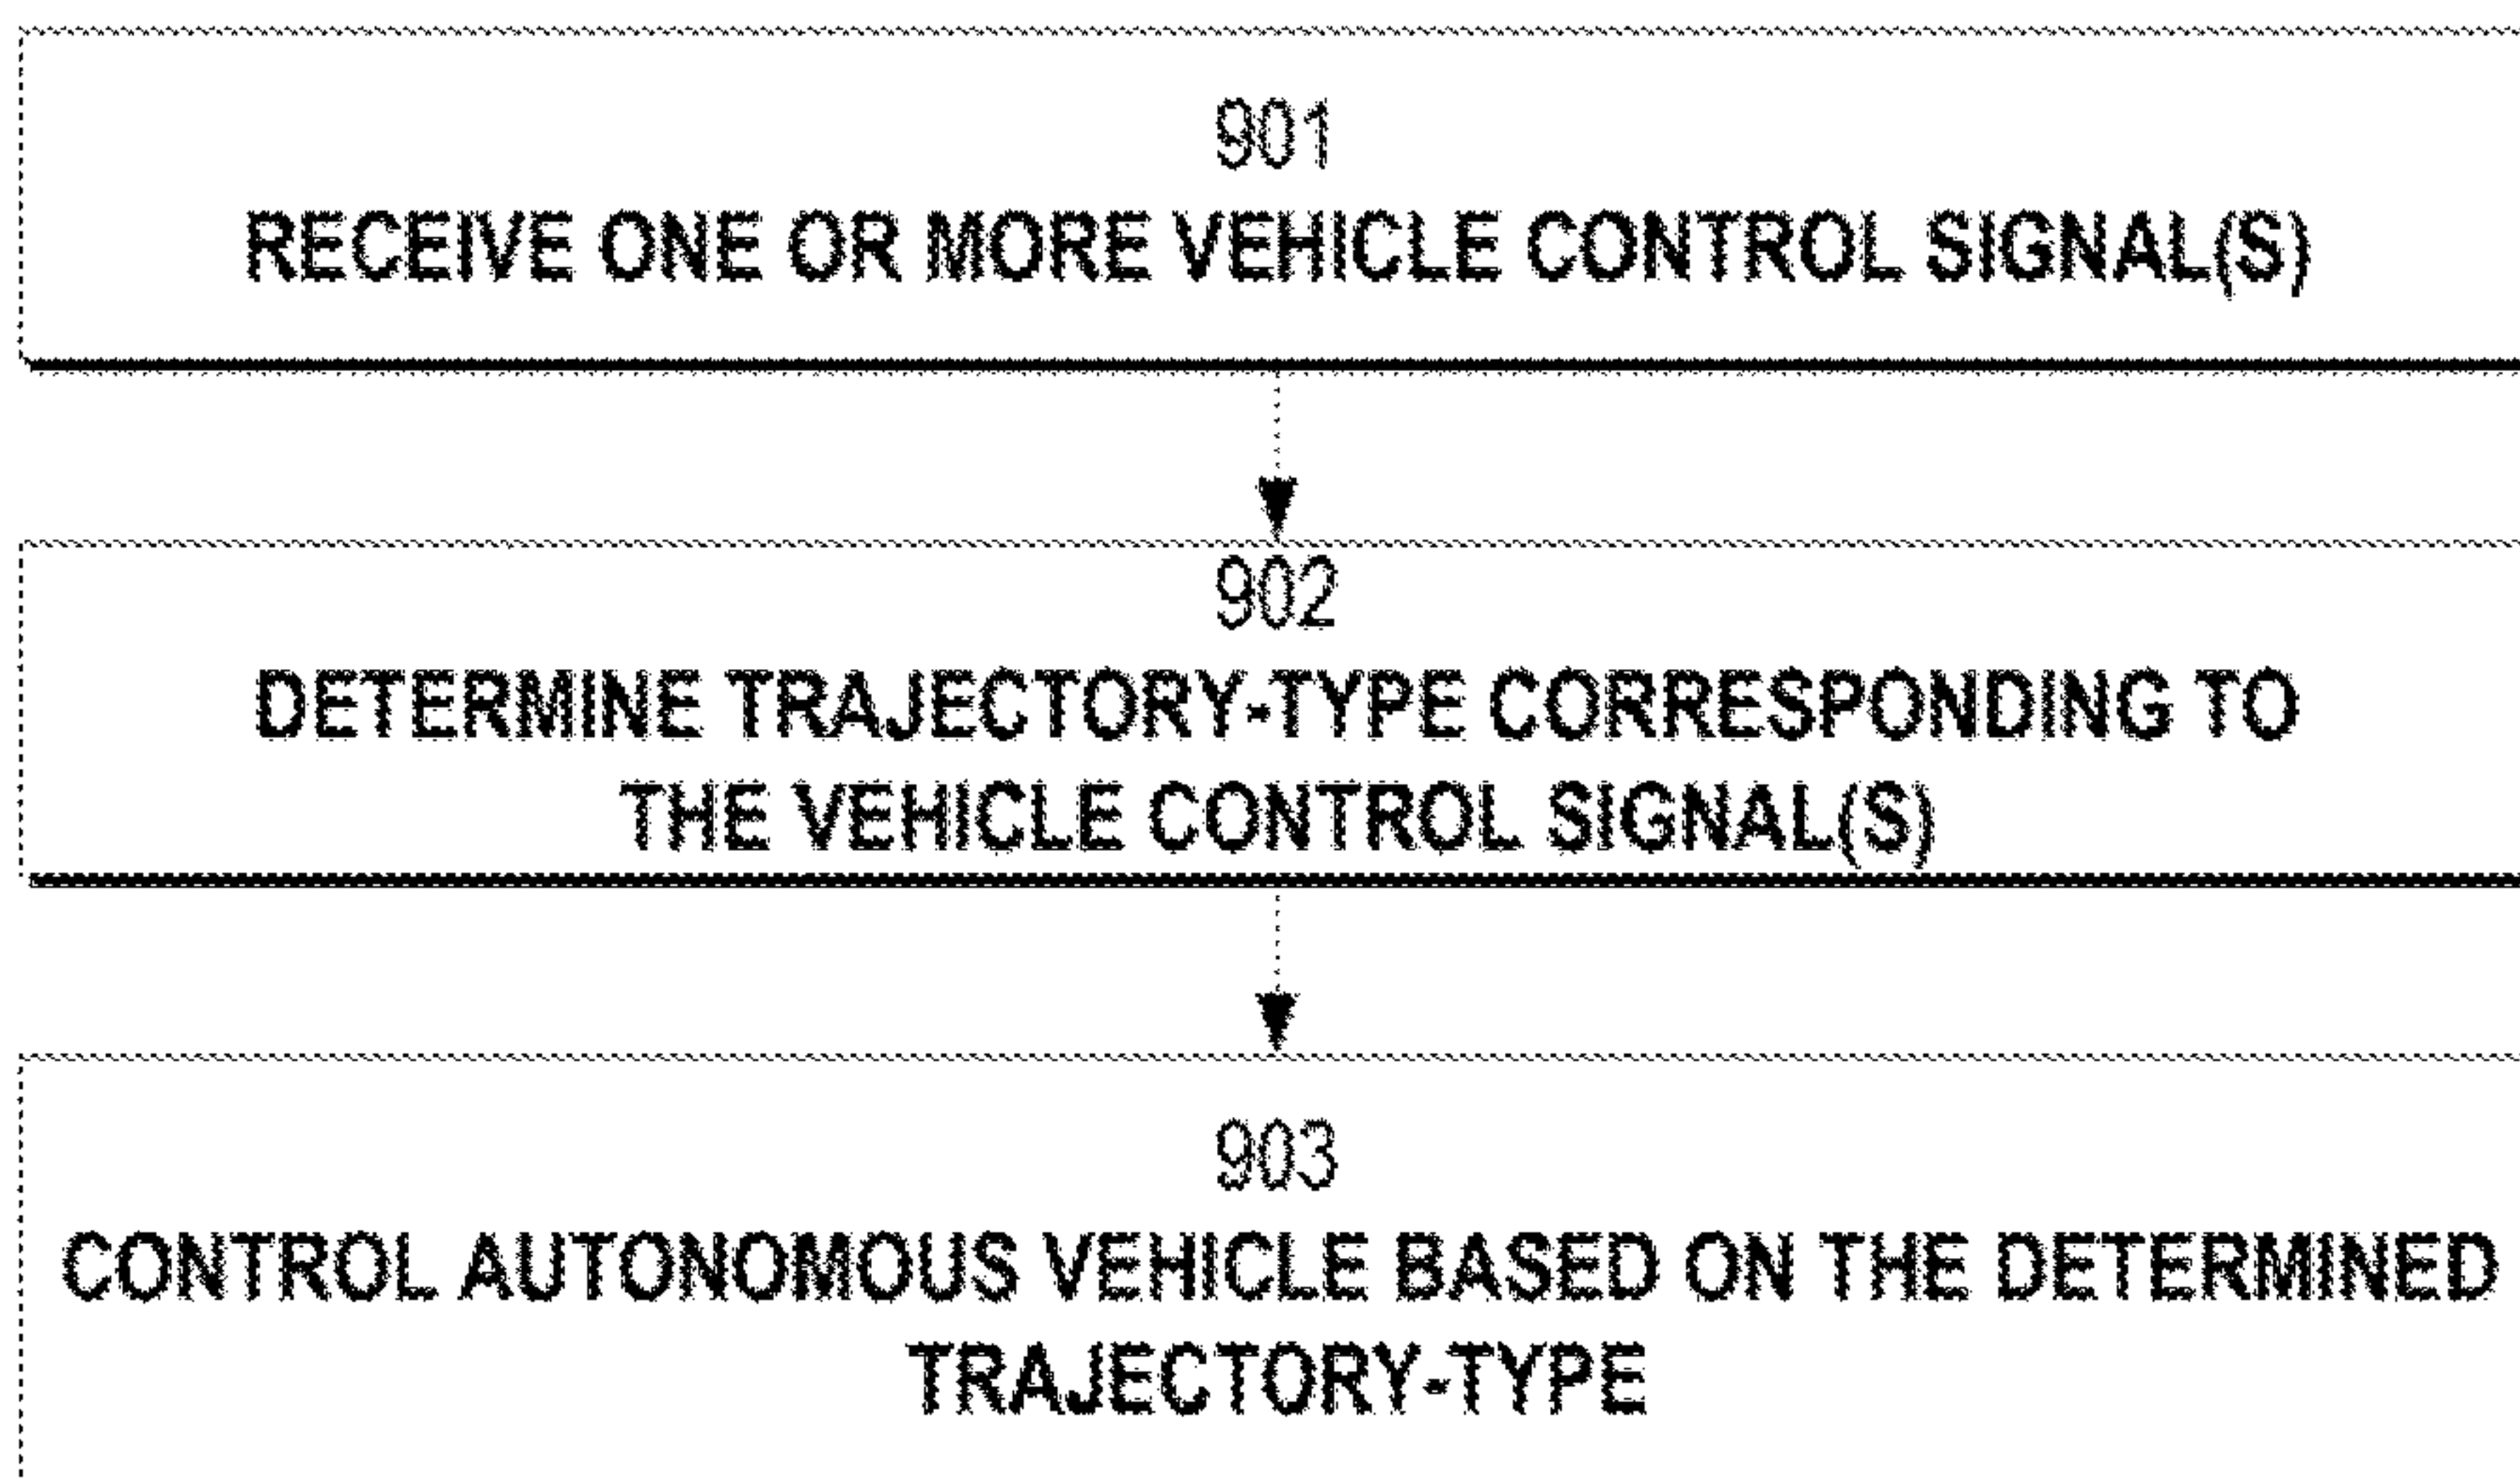 901
RECEIVE ONE OR MORE VEHICLE CONTROL SIGNAL(S)
902
DETERMINE TRAJECTORY-TYPE CORRESPONDING TO
THE VEHICLE CONTROL SIGNAL(S)
903
CONTROL AUTONOMOUS VEHICLE BASED ON THE DETERMINED
TRAJECTORY-TYPE